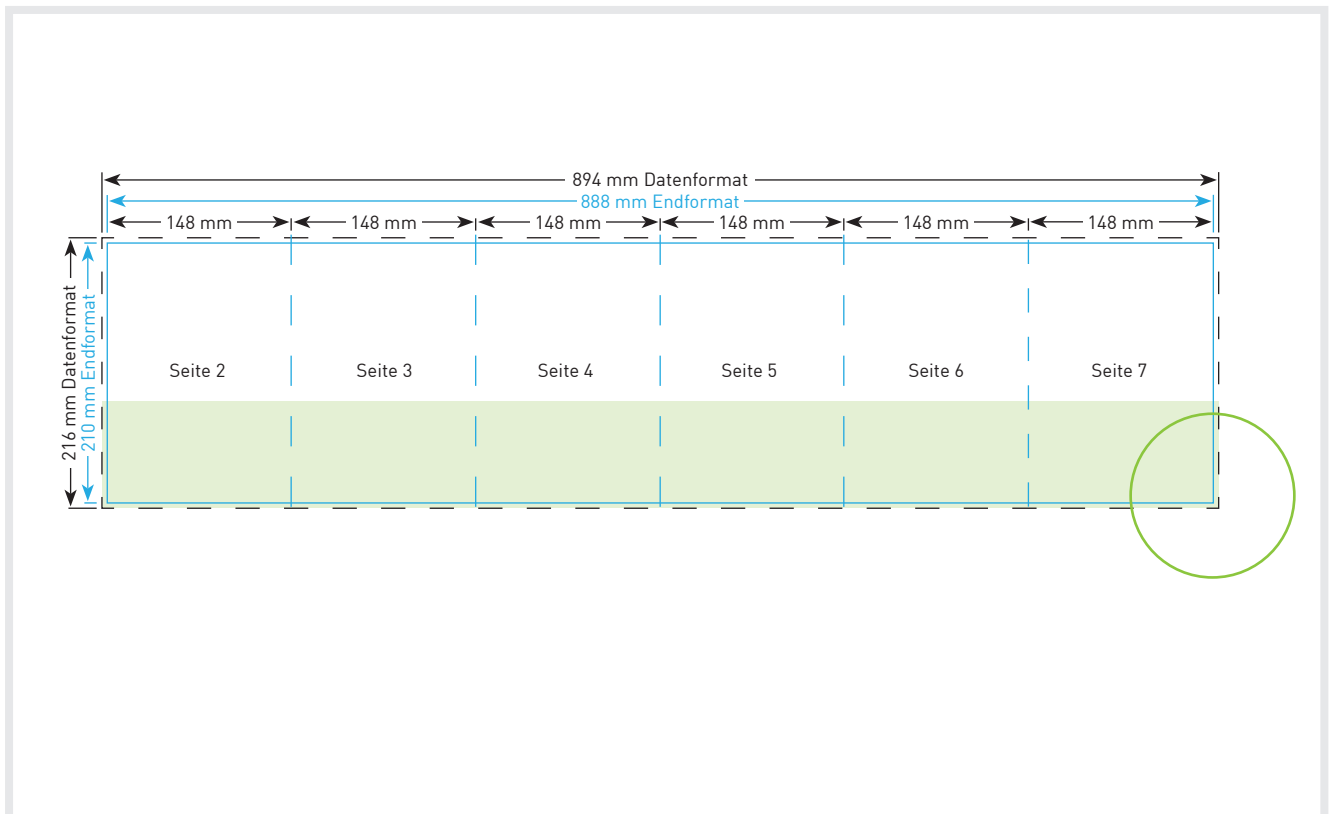 894 mm Datenformat
888 mm Endformat
148 mm 148 mm 148 mm 148 mm 148 mm 148 mm
216 mm Datenformat
210 mm Endformat
Seite 2 Seite 3 Seite 4 Seite 5 Seite 6 Seite 7